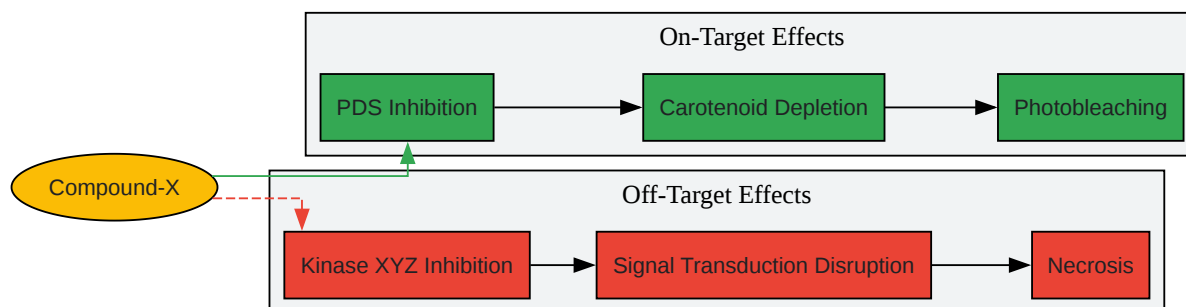 On-Target Effects
PDS Inhibition
Carotenoid Depletion
Photobleaching
Compound-X
Off-Target Effects
Kinase XYZ Inhibition
Signal Transduction Disruption
Necrosis